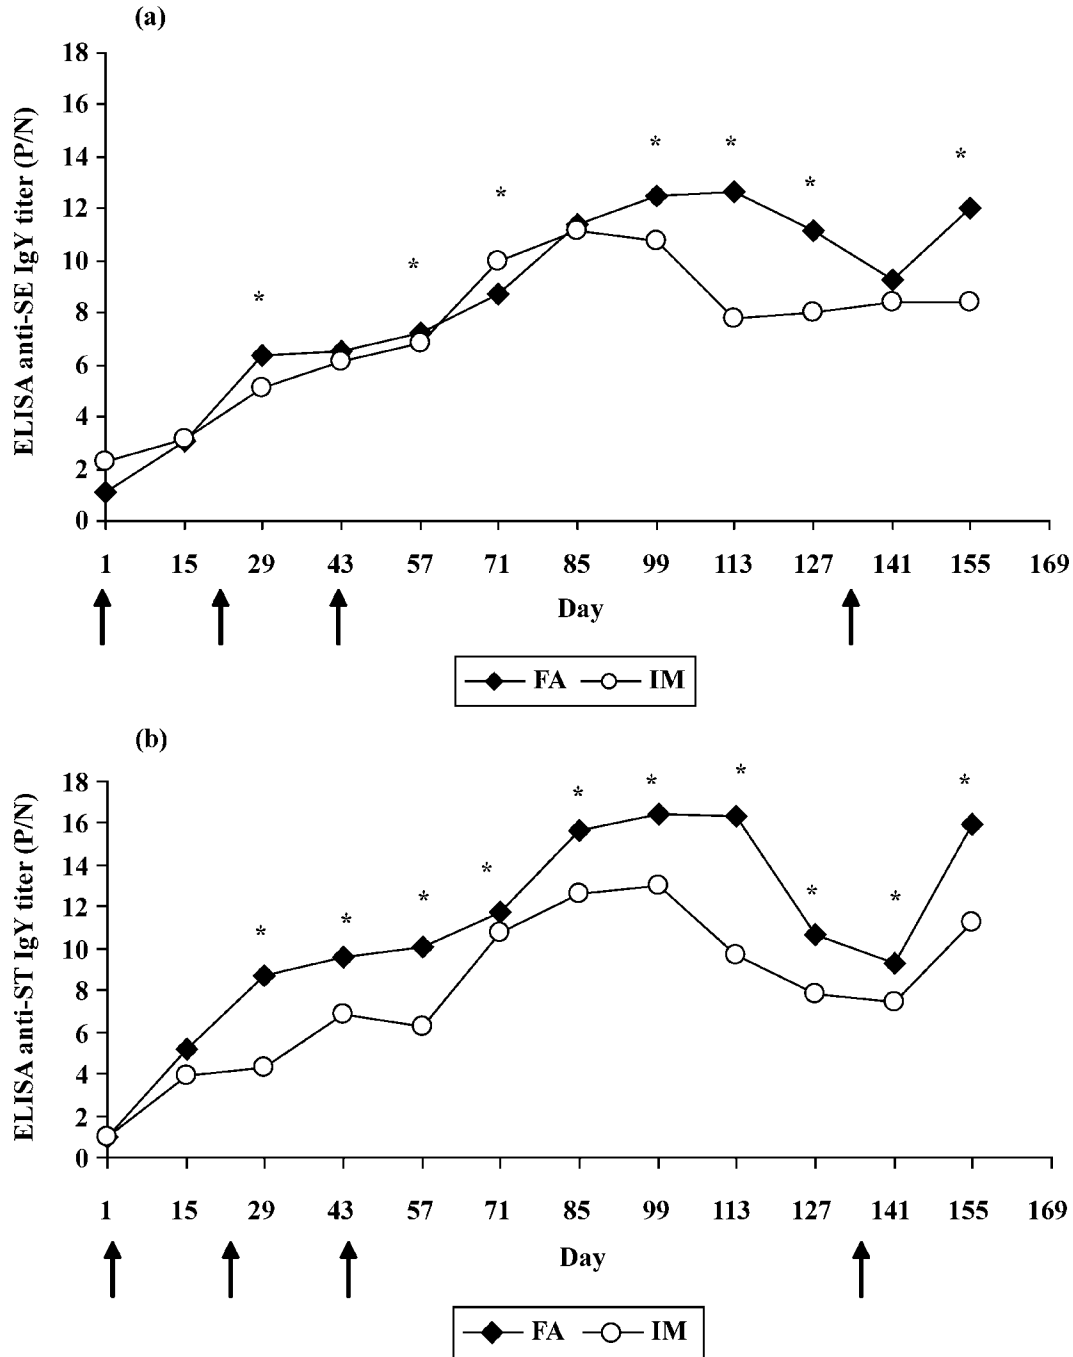 (a)
ELISA anti-SE IgY titer (P/N)
18
16
14
12
10
8
6
4
2
0
* * * * * * *
1 15 29 43 57 71 85 99 113 127 141 155 169
Day
FA IM
(b)
ELISA anti-ST IgY titer (P/N)
18
16
14
12
10
8
6
4
2
0
* * * * * * * * * *
1 15 29 43 57 71 85 99 113 127 141 155 169
Day
FA IM